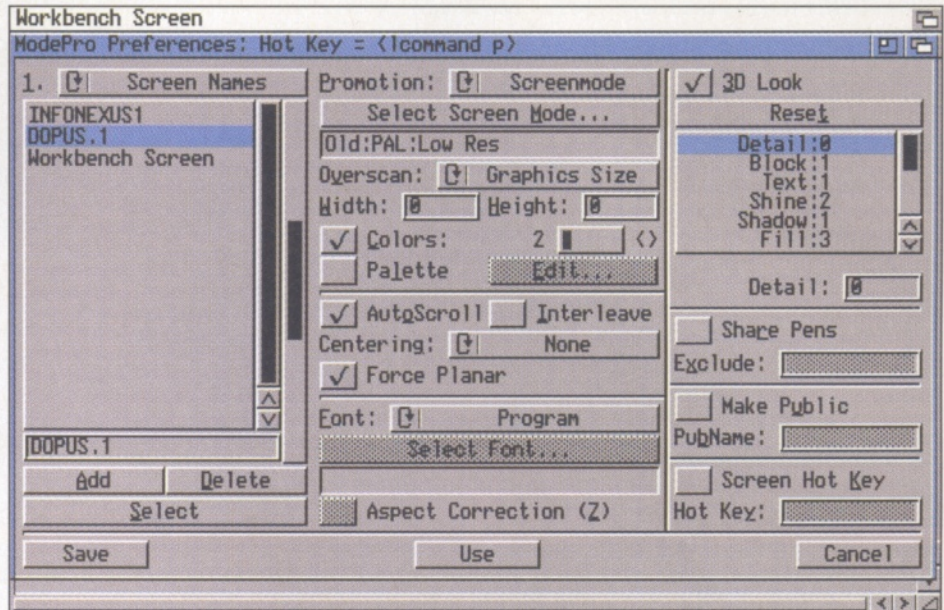 Workbench Screen
ModePro Preferences: Hot Key = <lcommand p>
1. Screen Names
INFONEXUS1
DOPUS.1
Workbench Screen
DOPUS.1
Add Delete
Select
Promotion: Screenmode
Select Screen Mode...
Old:PAL:Low Res
Overscan: Graphics Size
Width: 0 Height: 0
Colors: 2 <>
Palette Edit...
AutoScroll Interleave
Centering: None
Force Planar
Font: Program
Select Font...
Aspect Correction (Z)
3D Look
Reset
Detail:0
Block:1
Text:1
Shine:2
Shadow:1
Fill:3
Detail: 0
Share Pens
Exclude:
Make Public
PubName:
Screen Hot Key
Hot Key:
Save Use Cancel